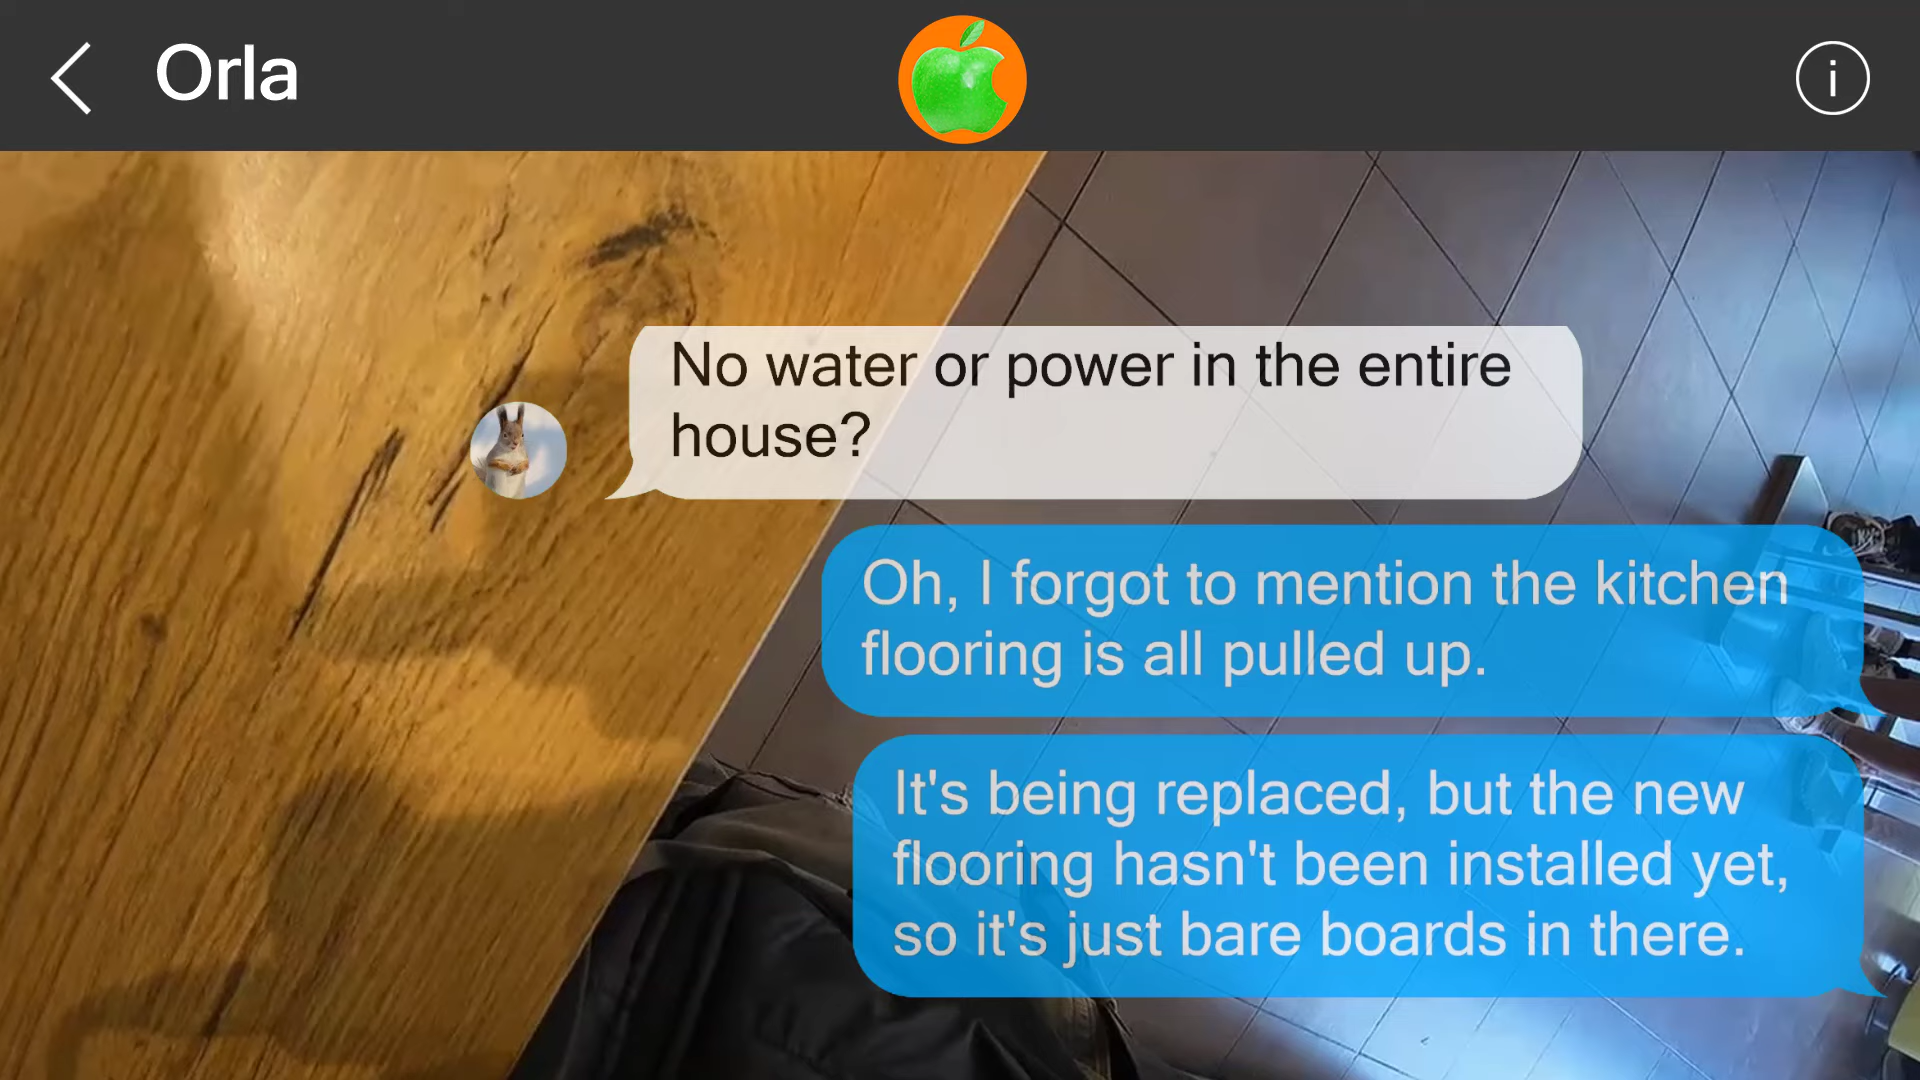 Orla
No water or power in the entire
house?
Oh, I forgot to mention the kitchen
flooring is all pulled up.
It's being replaced, but the new
flooring hasn't been installed yet,
so it's just bare boards in there.